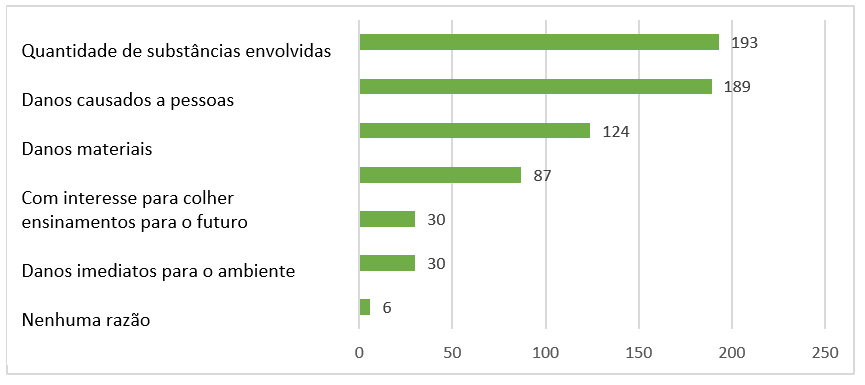 Quantidade de substâncias envolvidas
193
Danos causados a pessoas
189
Danos materiais
124
87
Com interesse para colher
ensinamentos para o futuro
30
Danos imediatos para o ambiente
30
Nenhuma razão
6
0 50 100 150 200 250